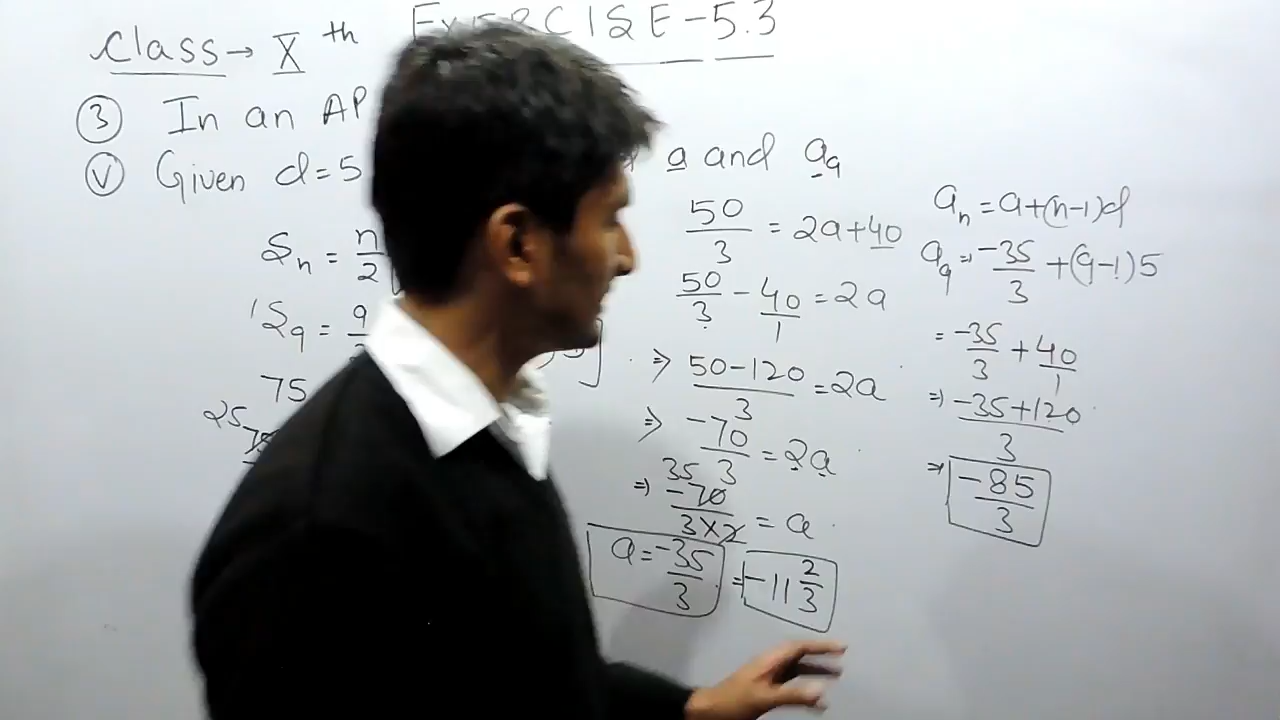 Class → Xth EXERCISE-5.3
③ In an AP
ⓥ Given d=5 a and a₉
Sₙ = n/2
S₉ = 9
75
25
50/3 = 2a+40
50/3 - 40/1 = 2a
⇒ 50-120/3 = 2a
⇒ -70/3 = 2a
35
⇒ -70/3×2 = a
a = -35/3 = -11 2/3
aₙ = a+(n-1)d
a₉ = -35/3 + (9-1)5
= -35/3 + 40/1
⇒ -35+120/3
⇒ -85/3